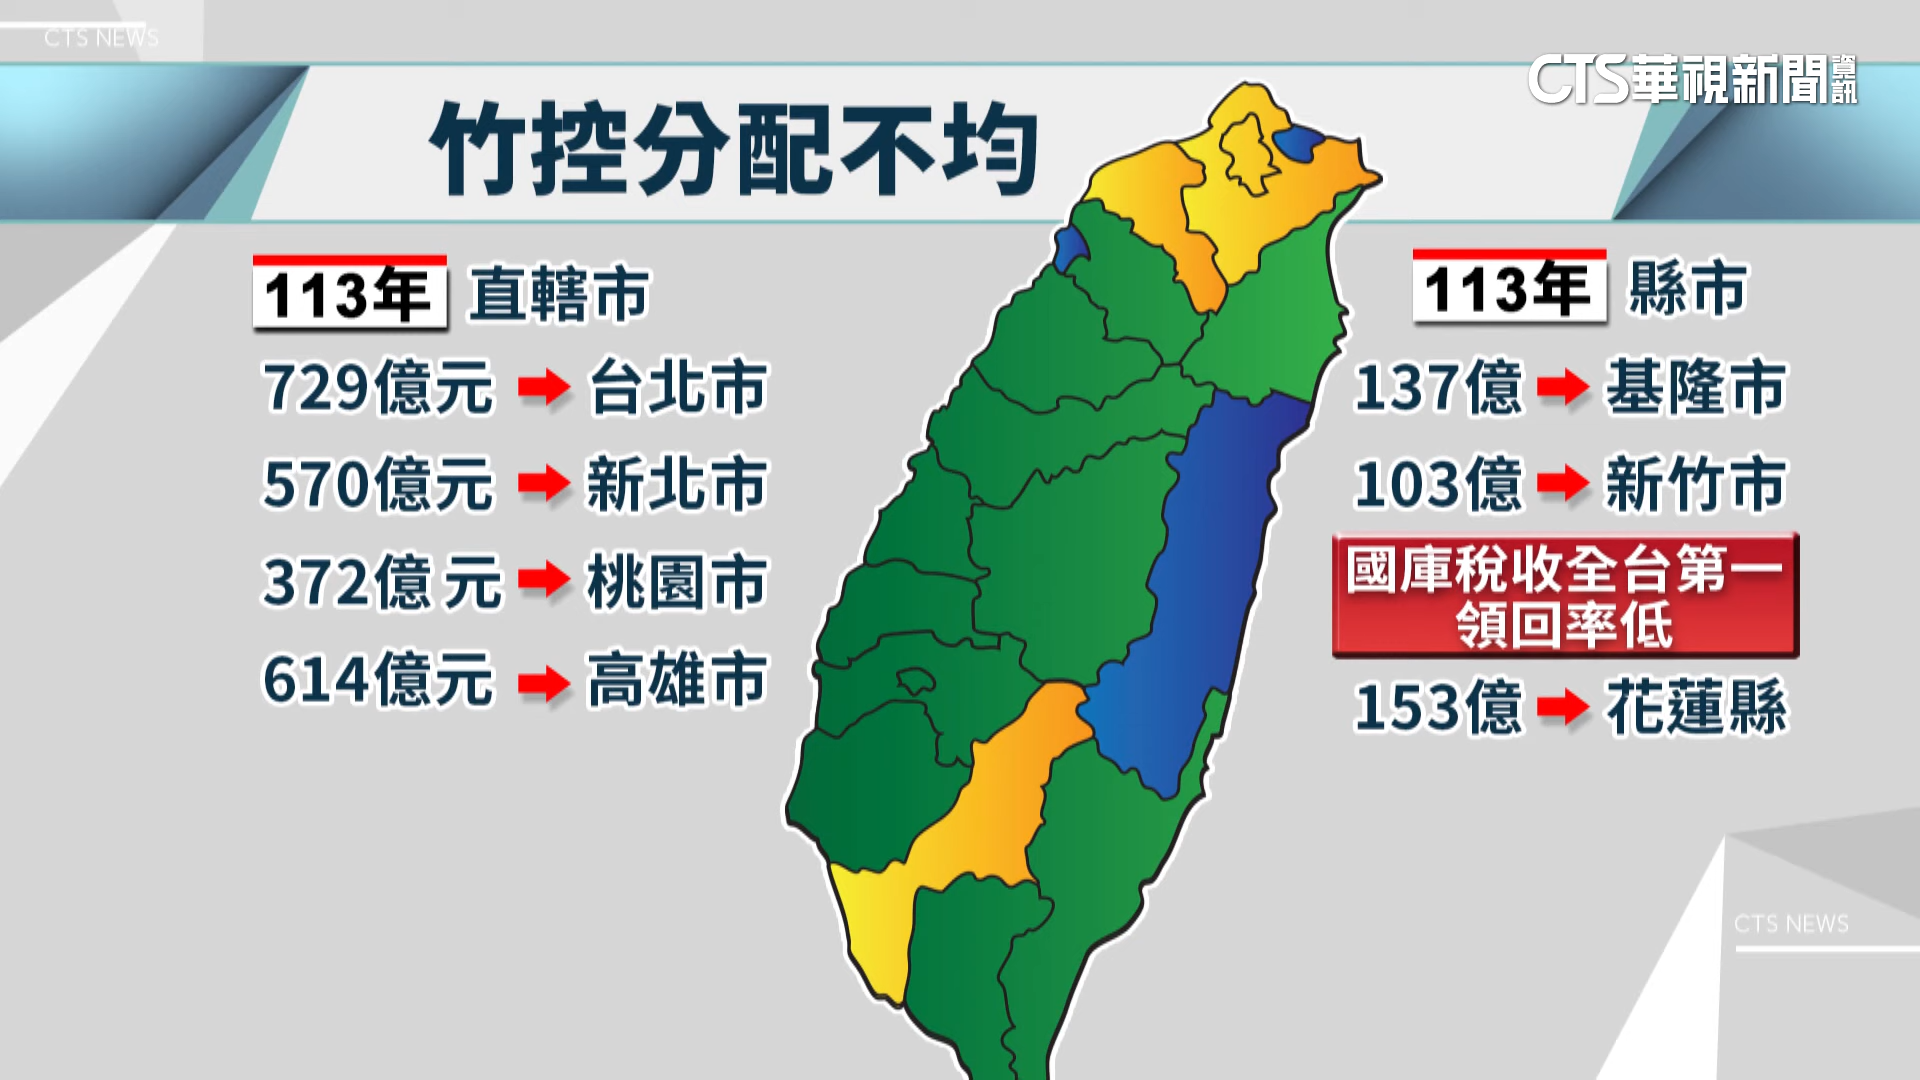 CTS NEWS
CTS華視新聞資訊
竹控分配不均
113年 直轄市
729億元 台北市
570億元 新北市
372億元 桃園市
614億元 高雄市
113年 縣市
137億 基隆市
103億 新竹市
國庫稅收全台第一
領回率低
153億 花蓮縣
CTS NEWS